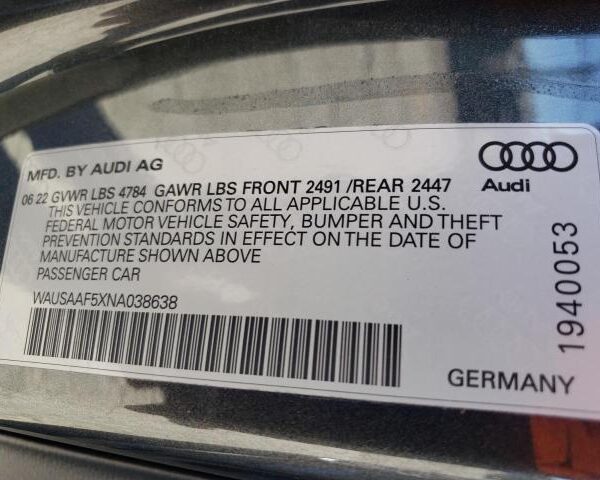 MFD. BY AUDI AG
06 22 GVWR LBS 4784 GAWR LBS FRONT 2491 /REAR 2447
THIS VEHICLE CONFORMS TO ALL APPLICABLE U.S.
FEDERAL MOTOR VEHICLE SAFETY, BUMPER AND THEFT
PREVENTION STANDARDS IN EFFECT ON THE DATE OF
MANUFACTURE SHOWN ABOVE
PASSENGER CAR
WAUSAAF5XNA038638
Audi
1940053
GERMANY